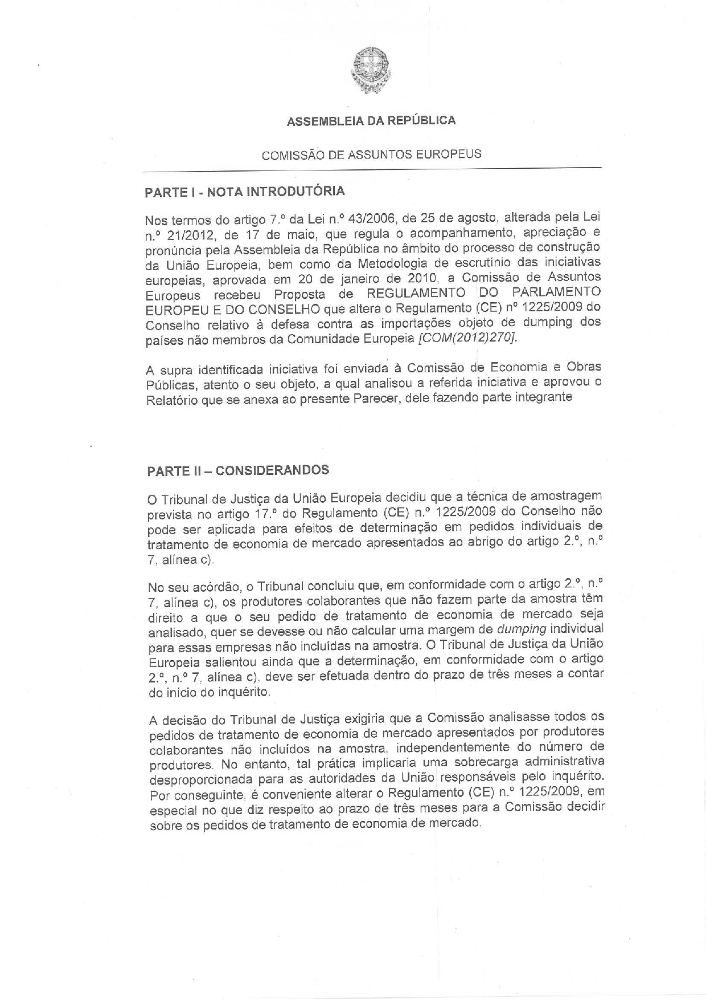 ASSEMBLEIA DA REPÚBLICA
COMISSÃO DE ASSUNTOS EUROPEUS
PARTE I - NOTA INTRODUTÓRIA
Nos termos do artigo 7.º da Lei n.º 43/2006, de 25 de agosto, alterada pela Lei
n.º 21/2012, de 17 de maio, que regula o acompanhamento, apreciação e
pronúncia pela Assembleia da República no âmbito do processo de construção
da União Europeia, bem como da Metodologia de escrutínio das iniciativas
europeias, aprovada em 20 de janeiro de 2010, a Comissão de Assuntos
Europeus recebeu Proposta de REGULAMENTO DO PARLAMENTO
EUROPEU E DO CONSELHO que altera o Regulamento (CE) nº 1225/2009 do
Conselho relativo à defesa contra as importações objeto de dumping dos
países não membros da Comunidade Europeia [COM(2012)270].
A supra identificada iniciativa foi enviada à Comissão de Economia e Obras
Públicas, atento o seu objeto, a qual analisou a referida iniciativa e aprovou o
Relatório que se anexa ao presente Parecer, dele fazendo parte integrante
PARTE II – CONSIDERANDOS
O Tribunal de Justiça da União Europeia decidiu que a técnica de amostragem
prevista no artigo 17.º do Regulamento (CE) n.º 1225/2009 do Conselho não
pode ser aplicada para efeitos de determinação em pedidos individuais de
tratamento de economia de mercado apresentados ao abrigo do artigo 2.º, n.º
7, alínea c).
No seu acórdão, o Tribunal concluiu que, em conformidade com o artigo 2.º, n.º
7, alínea c), os produtores colaborantes que não fazem parte da amostra têm
direito a que o seu pedido de tratamento de economia de mercado seja
analisado, quer se devesse ou não calcular uma margem de dumping individual
para essas empresas não incluídas na amostra. O Tribunal de Justiça da União
Europeia salientou ainda que a determinação, em conformidade com o artigo
2.º, n.º 7, alínea c), deve ser efetuada dentro do prazo de três meses a contar
do início do inquérito.
A decisão do Tribunal de Justiça exigiria que a Comissão analisasse todos os
pedidos de tratamento de economia de mercado apresentados por produtores
colaborantes não incluídos na amostra, independentemente do número de
produtores. No entanto, tal prática implicaria uma sobrecarga administrativa
desproporcionada para as autoridades da União responsáveis pelo inquérito.
Por conseguinte, é conveniente alterar o Regulamento (CE) n.º 1225/2009, em
especial no que diz respeito ao prazo de três meses para a Comissão decidir
sobre os pedidos de tratamento de economia de mercado.